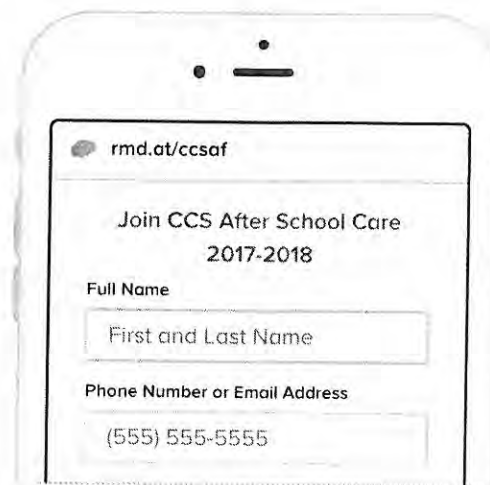 rmd.at/ccsaf
Join CCS After School Care
2017-2018
Full Name
First and Last Name
Phone Number or Email Address
(555) 555-5555